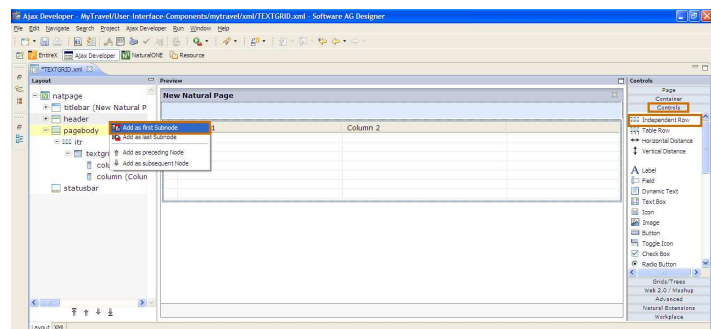 Ajax Developer - MyTravel/User-Interface-Components/mytravel/xml/TEXTGRID.xml - Software AG Designer
File Edit Navigate Search Project Ajax Developer Run Window Help
EntireX Ajax Developer NaturalONE Resource
*TEXTGRID.xml
Layout
Preview
Controls
natpage
titlebar (New Natural P
header
pagebody
itr
textgri
colu
column (Colun
statusbar
Add as first Subnode
Add as last Subnode
Add as preceding Node
Add as subsequent Node
New Natural Page
1
Column 2
Page
Container
Controls
Independent Row
Table Row
Horizontal Distance
Vertical Distance
Label
Field
Dynamic Text
Text Box
Icon
Image
Button
Toggle Icon
Check Box
Radio Button
Grids/Trees
Web 2.0 / Mashup
Advanced
Natural Extensions
Workplace
Layout XML